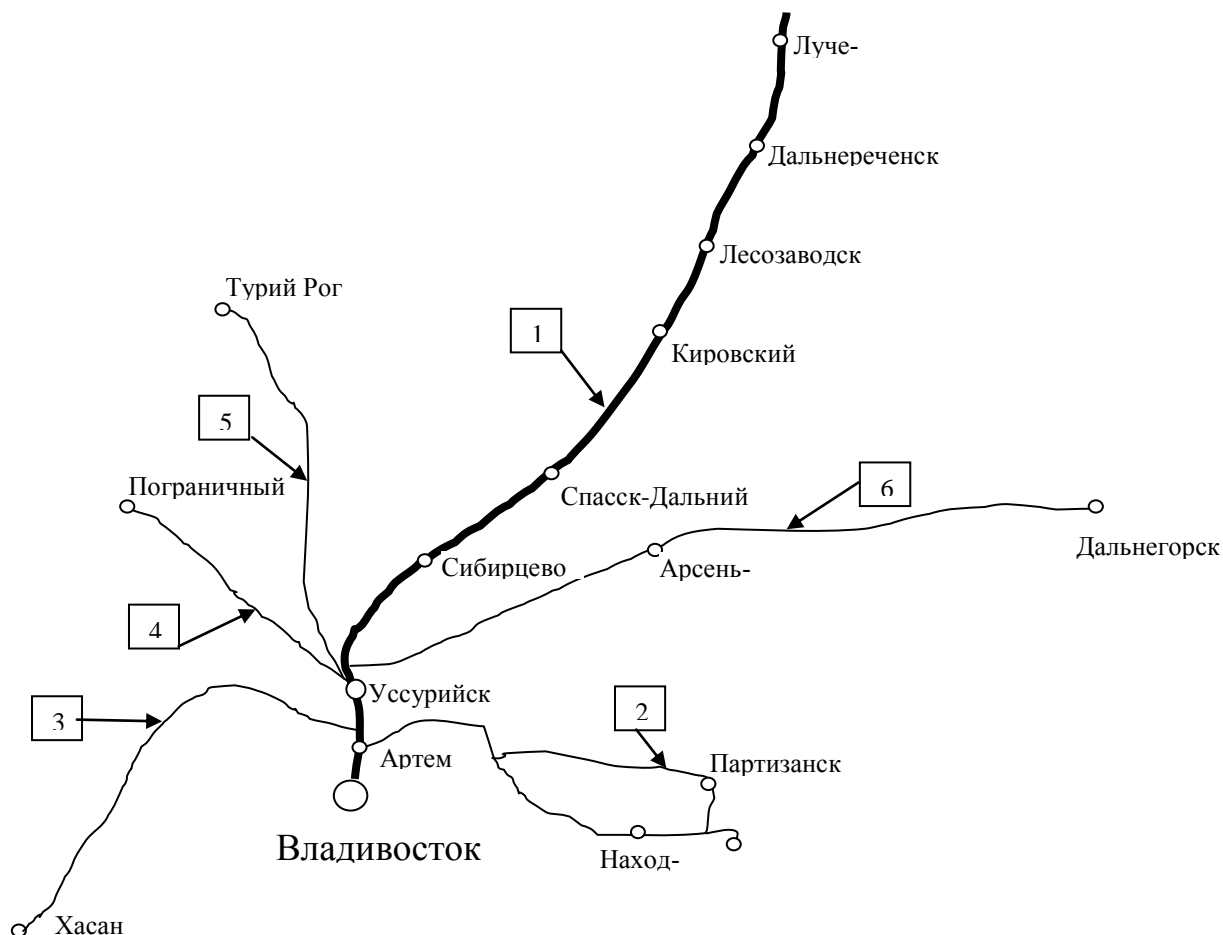 Луче-
Дальнереченск
Лесозаводск
Турий Рог
1
Кировский
5
Пограничный
6
Спасск-Дальний
Дальнегорск
Сибирцево
Арсень-
4
Уссурийск
3
2
Артем
Партизанск
Владивосток
Наход-
Хасан